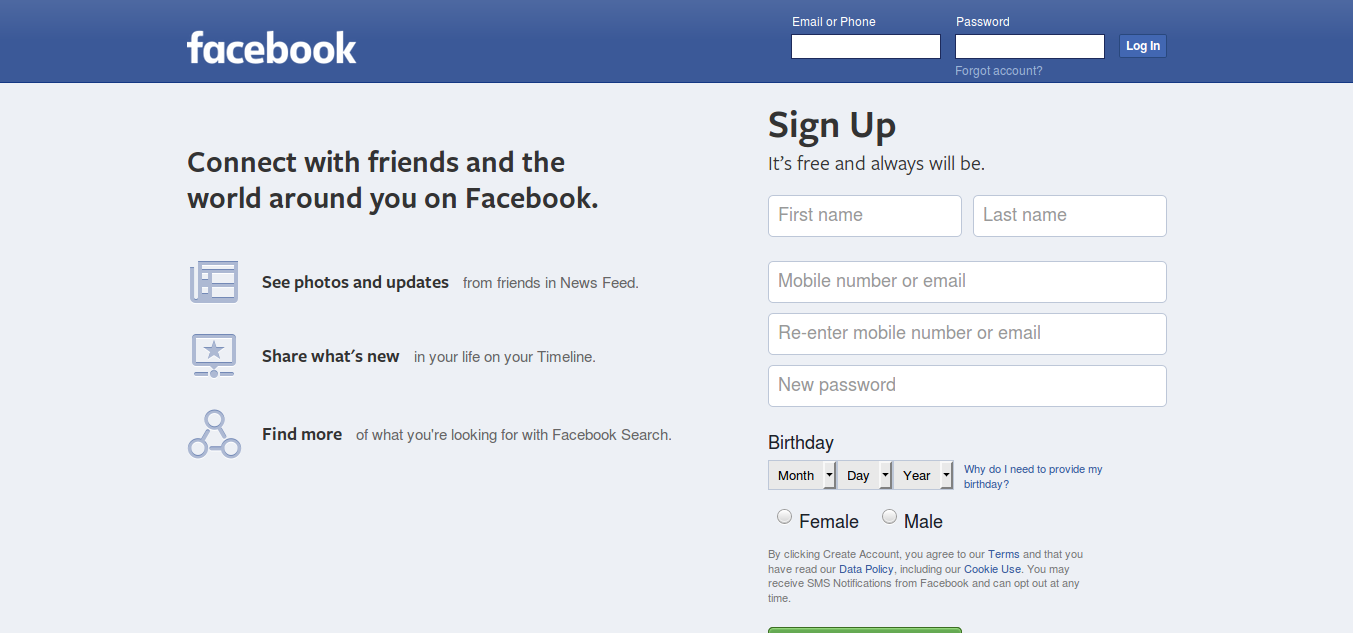 facebook
Email or Phone
Password
Log In
Forgot account?
Connect with friends and the
world around you on Facebook.
See photos and updates from friends in News Feed.
Share what's new in your life on your Timeline.
Find more of what you're looking for with Facebook Search.
Sign Up
It's free and always will be.
First name
Last name
Mobile number or email
Re-enter mobile number or email
New password
Birthday
Month
Day
Year
Why do I need to provide my
birthday?
Female
Male
By clicking Create Account, you agree to our Terms and that you
have read our Data Policy, including our Cookie Use. You may
receive SMS Notifications from Facebook and can opt out at any
time.